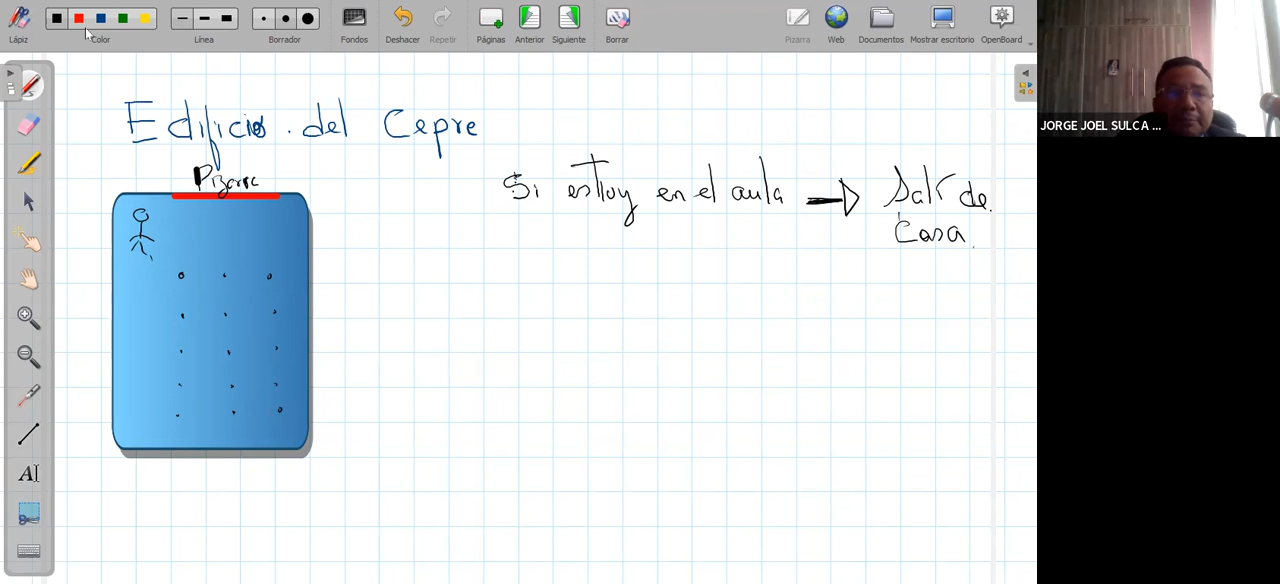 Lápiz
Color
Línea
Borrador
Fondos
Deshacer
Repetir
Páginas
Anterior
Siguiente
Borrar
Pizarra
Web
Documentos
Mostrar escritorio
OpenBoard
JORGE JOEL SULCA ...
Edificio del Cepre
Pizarra
Si estoy en el aula → Salí de
Casa.